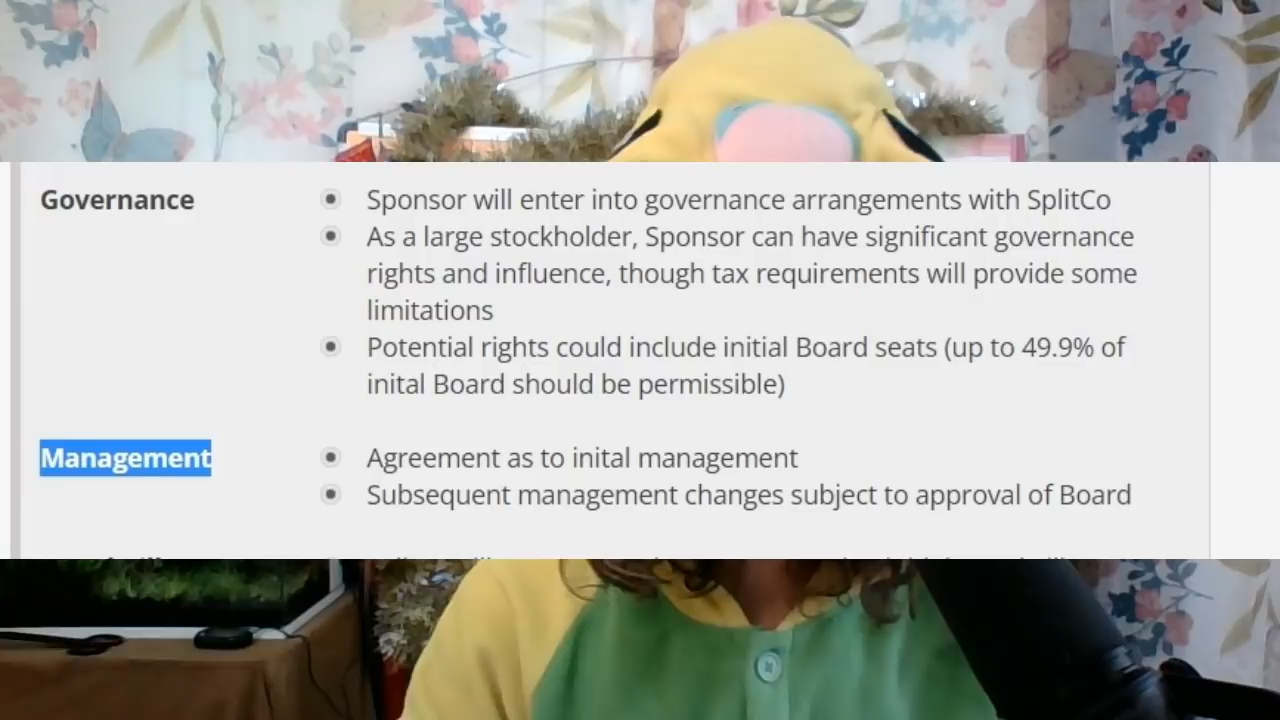 Governance
Sponsor will enter into governance arrangements with SplitCo
As a large stockholder, Sponsor can have significant governance
rights and influence, though tax requirements will provide some
limitations
Potential rights could include initial Board seats (up to 49.9% of
inital Board should be permissible)
Management
Agreement as to inital management
Subsequent management changes subject to approval of Board